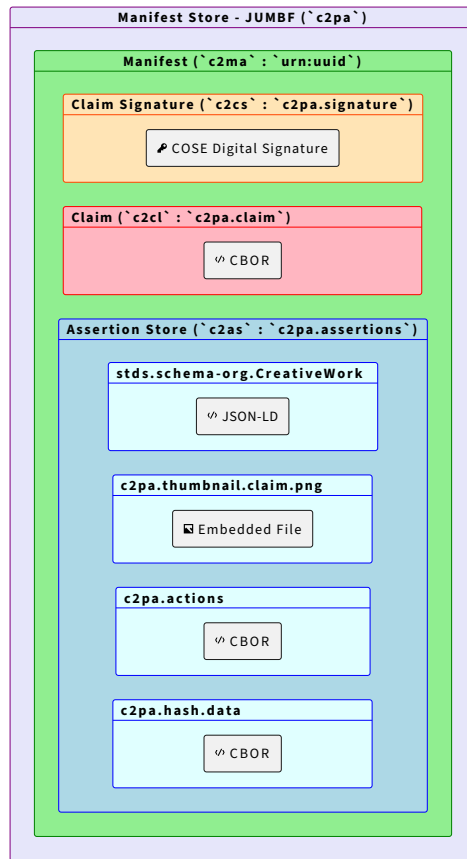 Manifest Store - JUMBF (`c2pa`)
Manifest (`c2ma` : `urn:uuid`)
Claim Signature (`c2cs` : `c2pa.signature`)
COSE Digital Signature
Claim (`c2cl` : `c2pa.claim`)
CBOR
Assertion Store (`c2as` : `c2pa.assertions`)
stds.schema-org.CreativeWork
JSON-LD
c2pa.thumbnail.claim.png
Embedded File
c2pa.actions
CBOR
c2pa.hash.data
CBOR